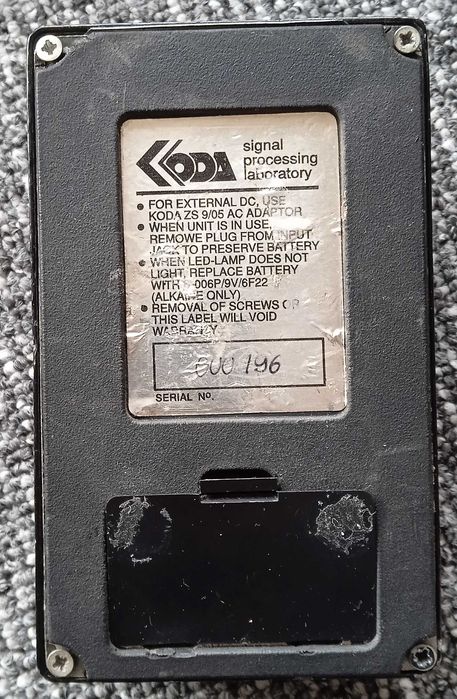 KODA signal
processing
laboratory
• FOR EXTERNAL DC, USE
KODA ZS 9/05 AC ADAPTOR
• WHEN UNIT IS IN USE,
REMOWE PLUG FROM INPUT
JACK TO PRESERVE BATTERY
• WHEN LED-LAMP DOES NOT
LIGHT, REPLACE BATTERY
WITH 006P/9V/6F22
(ALKAINE ONLY)
• REMOVAL OF SCREWS OR
THIS LABEL WILL VOID
WARRANTY
196
SERIAL No.